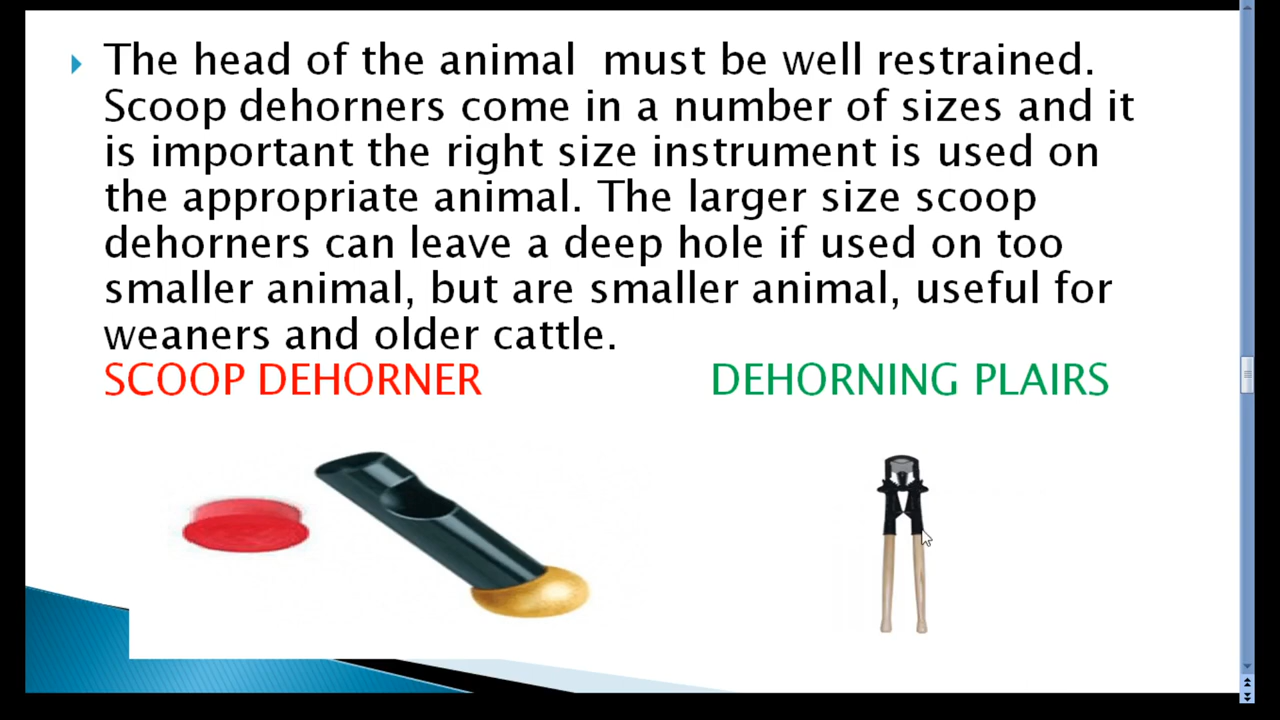 The head of the animal must be well restrained.
Scoop dehorners come in a number of sizes and it
is important the right size instrument is used on
the appropriate animal. The larger size scoop
dehorners can leave a deep hole if used on too
smaller animal, but are smaller animal, useful for
weaners and older cattle.
SCOOP DEHORNER DEHORNING PLAIRS